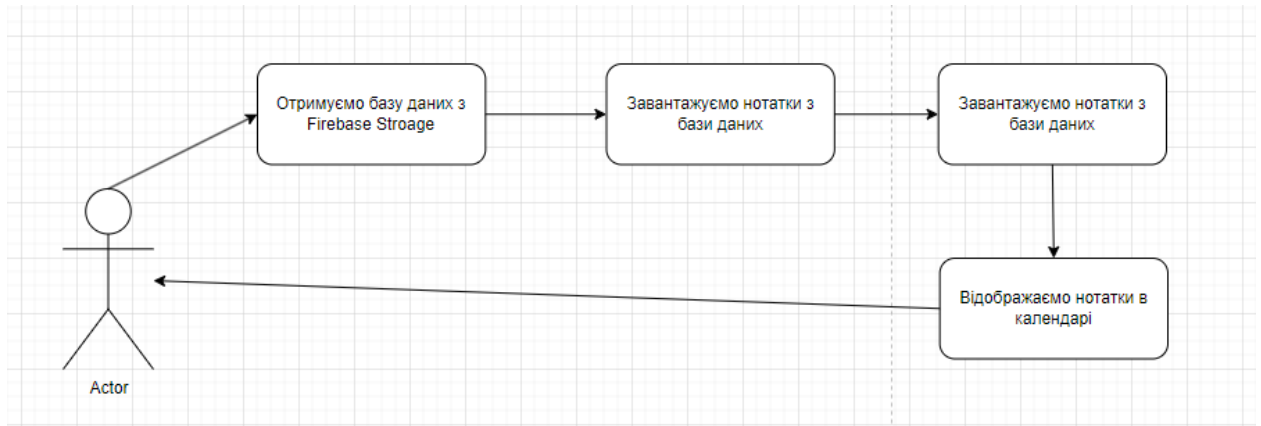 Отримуємо базу даних з
Firebase Stroage
Завантажуємо нотатки з
бази даних
Завантажуємо нотатки з
бази даних
Відображаємо нотатки в
календарі
Actor